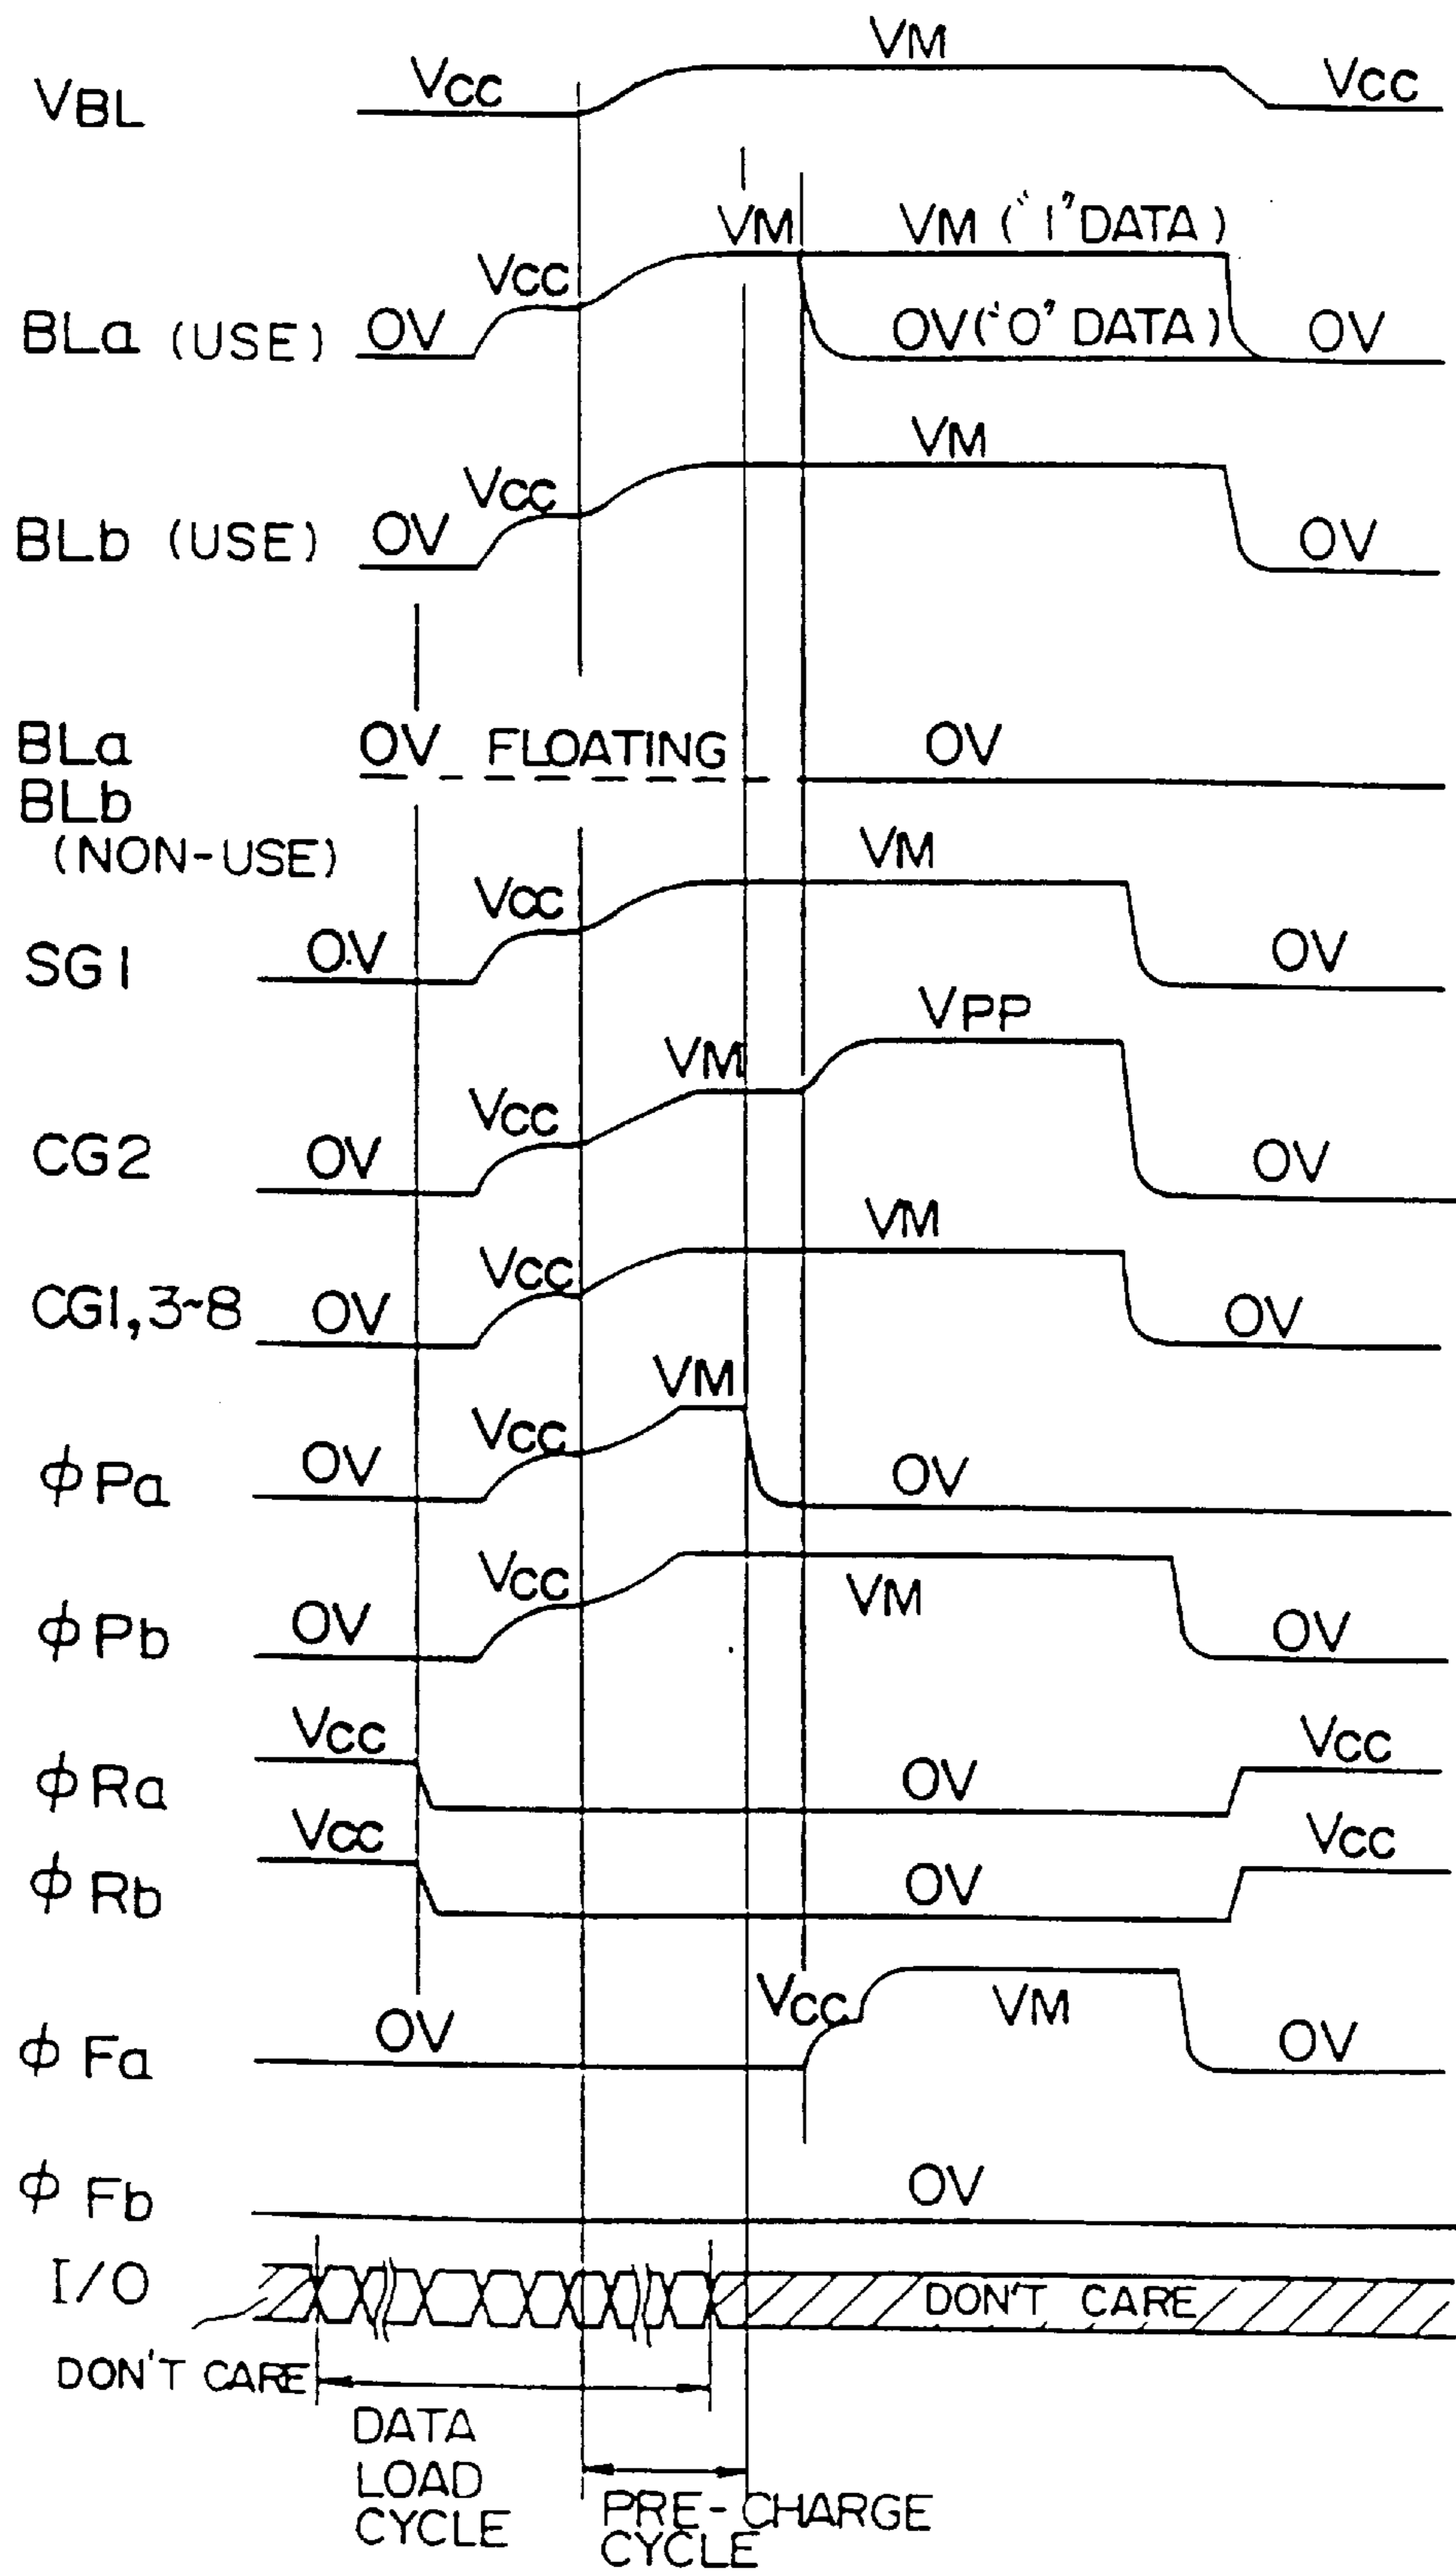 VBL VCC VM VCC
BLa (USE) OV VCC VM VM ("1" DATA) OV ("0" DATA) OV
BLb (USE) OV VCC VM OV
BLa OV FLOATING OV
BLb
(NON-USE)
SG1 OV VCC VM OV
CG2 OV VCC VM VPP OV
CG1,3~8 OV VCC VM OV
φPa OV VCC VM OV
φPb OV VCC VM OV
φRa VCC OV VCC
φRb VCC OV VCC
φFa OV VCC VM OV
φFb OV
I/O DON'T CARE
DON'T CARE
DATA
LOAD
CYCLE
PRE-CHARGE
CYCLE